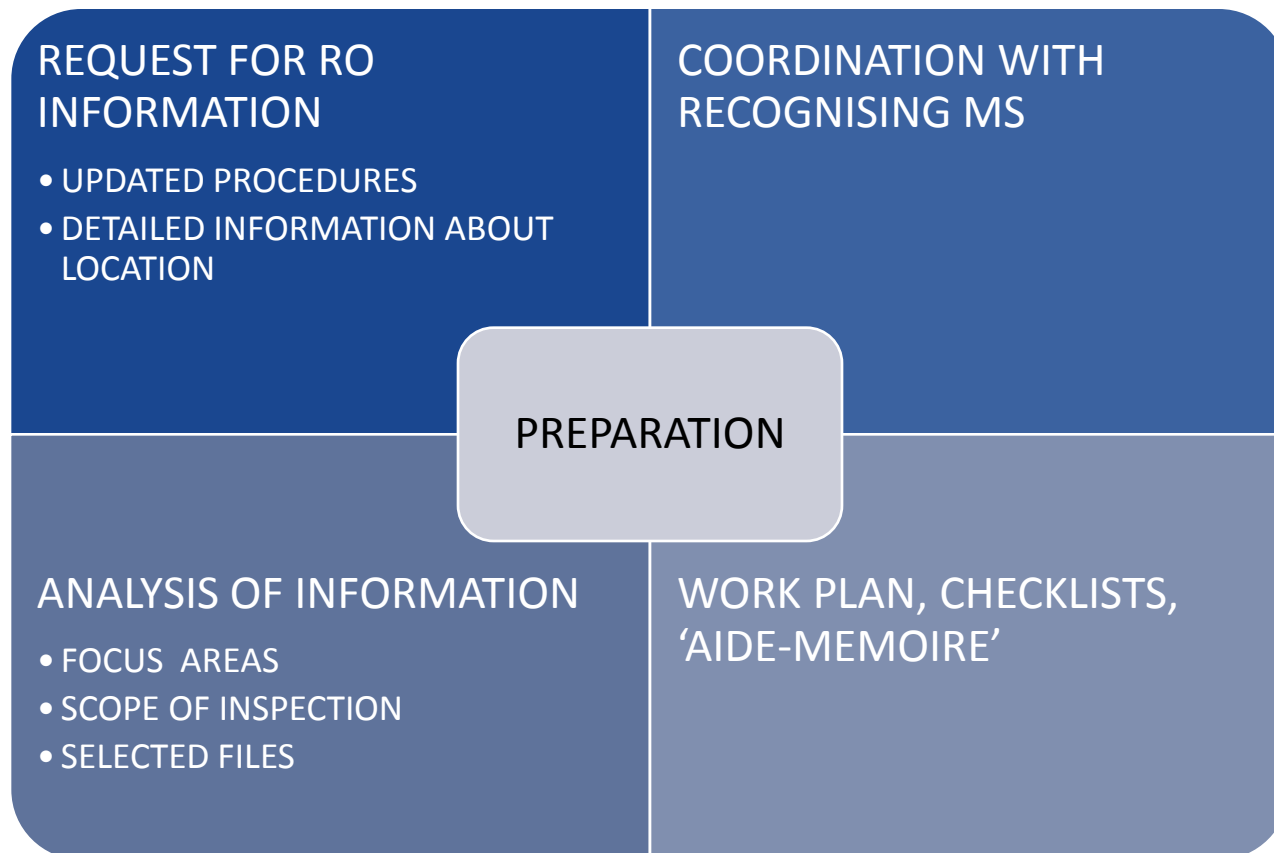 REQUEST FOR RO
INFORMATION
• UPDATED PROCEDURES
• DETAILED INFORMATION ABOUT
LOCATION
COORDINATION WITH
RECOGNISING MS
PREPARATION
ANALYSIS OF INFORMATION
• FOCUS AREAS
• SCOPE OF INSPECTION
• SELECTED FILES
WORK PLAN, CHECKLISTS,
‘AIDE-MEMOIRE’